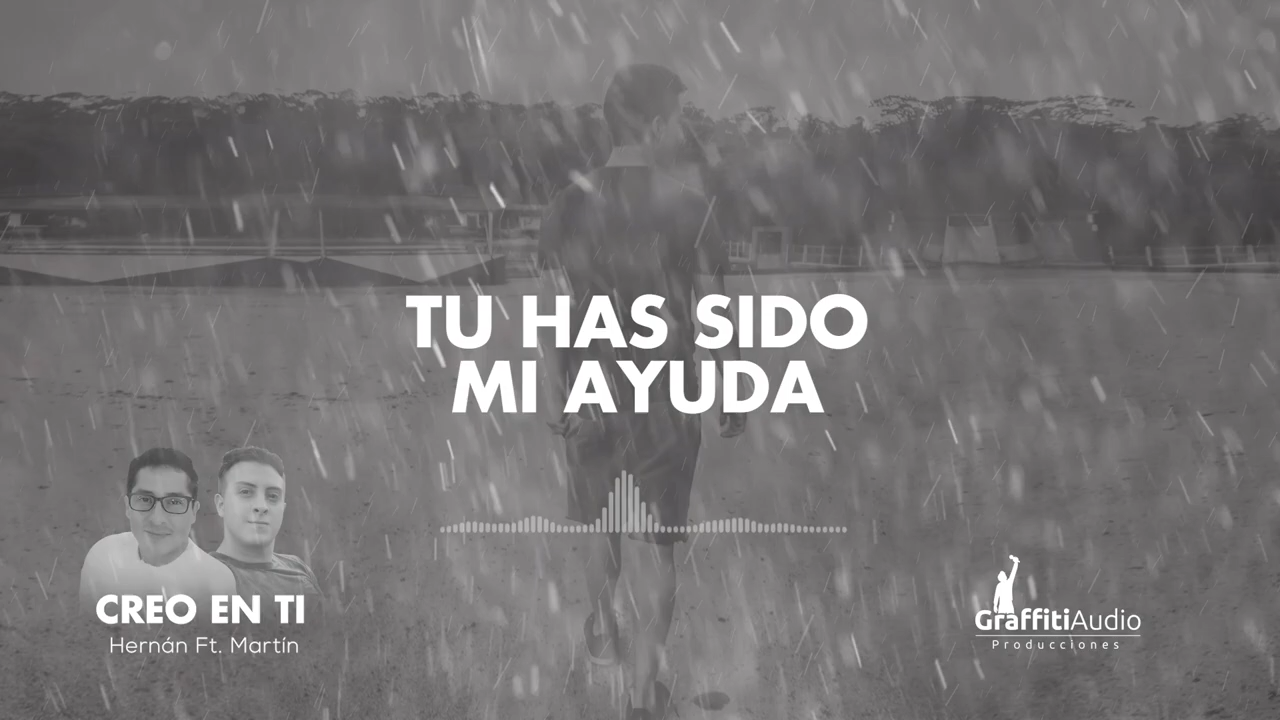 TU HAS SIDO
MI AYUDA
CREO EN TI
Hernán Ft. Martín
GraffitiAudio
Producciones